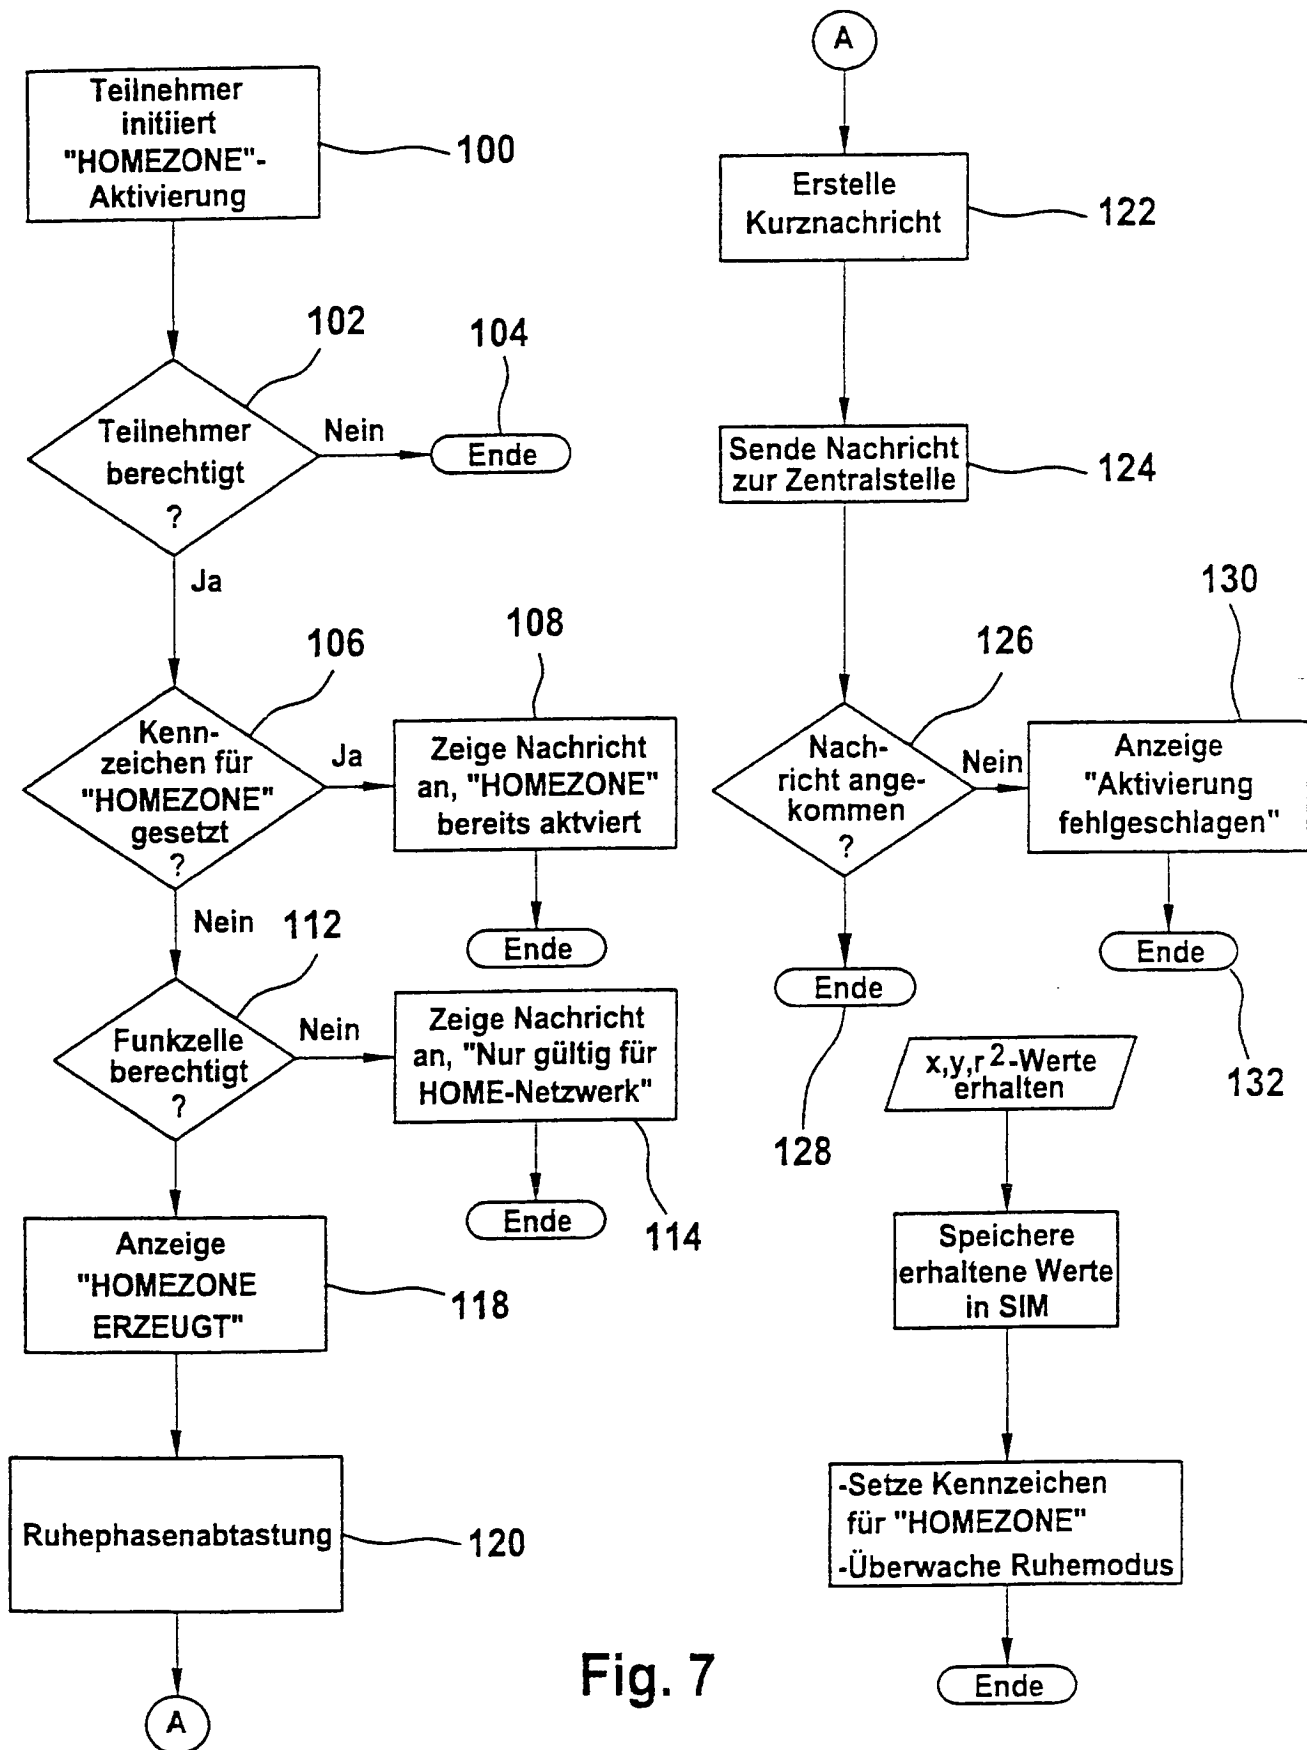 Teilnehmer
initiiert
"HOMEZONE"-
Aktivierung
100
102
Teilnehmer
berechtigt
?
Nein
104
Ende
Ja
106
Kenn-
zeichen für
"HOMEZONE"
gesetzt
?
Ja
108
Zeige Nachricht
an, "HOMEZONE"
bereits aktviert
Ende
Nein
112
Funkzelle
berechtigt
?
Nein
Zeige Nachricht
an, "Nur gültig für
HOME-Netzwerk"
114
Ende
Anzeige
"HOMEZONE
ERZEUGT"
118
Ruhephasenabtastung
120
A
A
Erstelle
Kurznachricht
122
Sende Nachricht
zur Zentralstelle
124
126
Nach-
richt ange-
kommen
?
Nein
130
Anzeige
"Aktivierung
fehlgeschlagen"
Ende
132
Ende
128
x,y,r²-Werte
erhalten
Speichere
erhaltene Werte
in SIM
-Setze Kennzeichen
für "HOMEZONE"
-Überwache Ruhemodus
Ende
Fig. 7